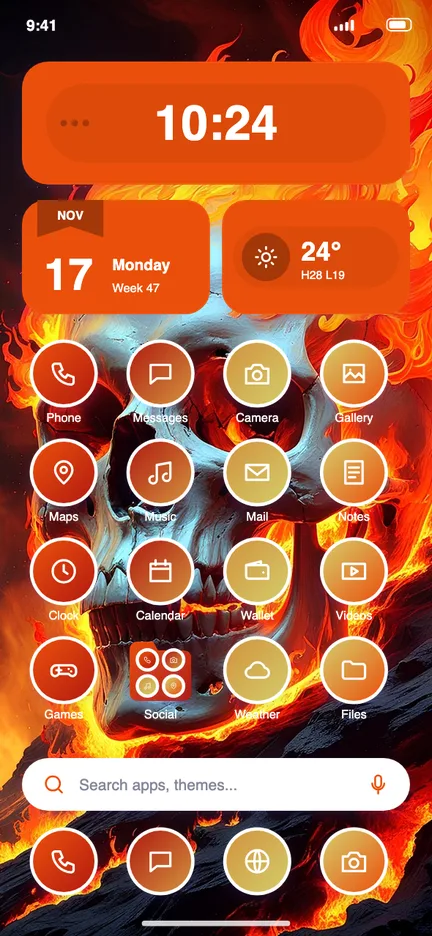 9:41
10:24
NOV
17
Monday
Week 47
24°
H28 L19
Phone
Messages
Camera
Gallery
Maps
Music
Mail
Notes
Clock
Calendar
Wallet
Videos
Games
Social
Weather
Files
Search apps, themes...